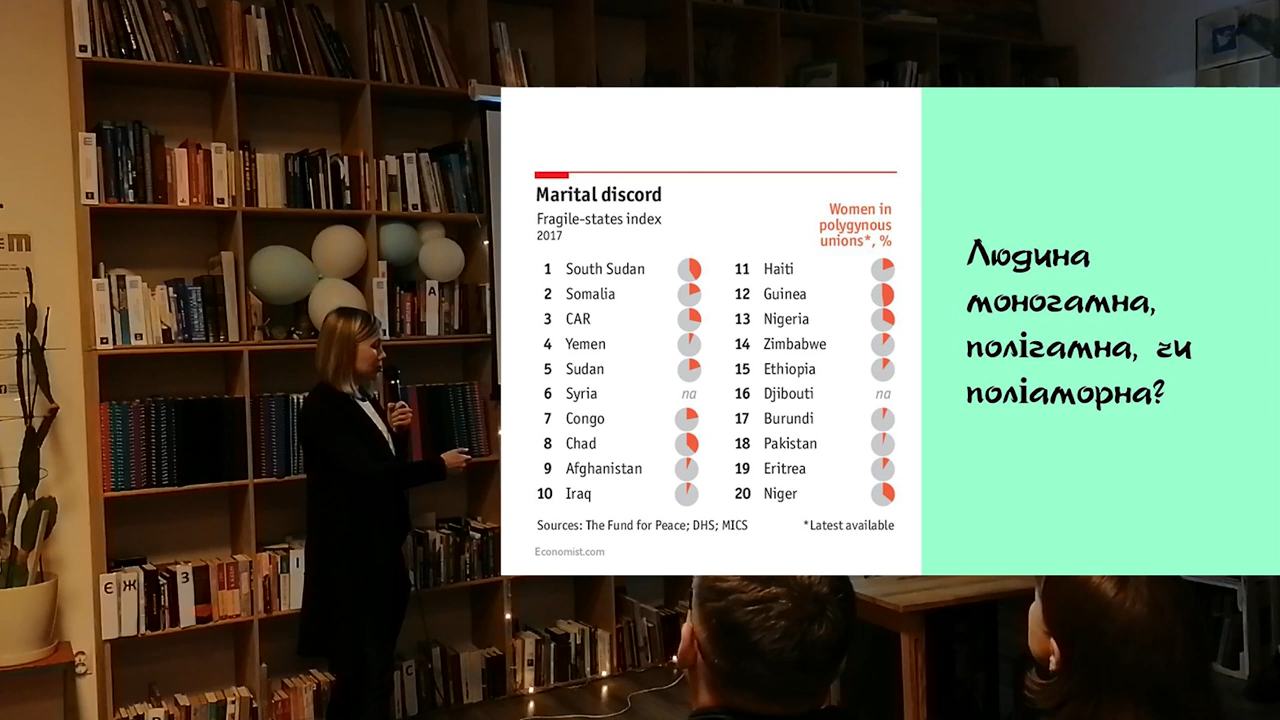 Marital discord
Fragile-states index
2017
Women in
polygynous
unions*, %
1 South Sudan
2 Somalia
3 CAR
4 Yemen
5 Sudan
6 Syria na
7 Congo
8 Chad
9 Afghanistan
10 Iraq
11 Haiti
12 Guinea
13 Nigeria
14 Zimbabwe
15 Ethiopia
16 Djibouti na
17 Burundi
18 Pakistan
19 Eritrea
20 Niger
Sources: The Fund for Peace; DHS; MICS
*Latest available
Economist.com
Людина
моногамна,
полігамна, чи
поліаморна?
А
Є Ж З
С